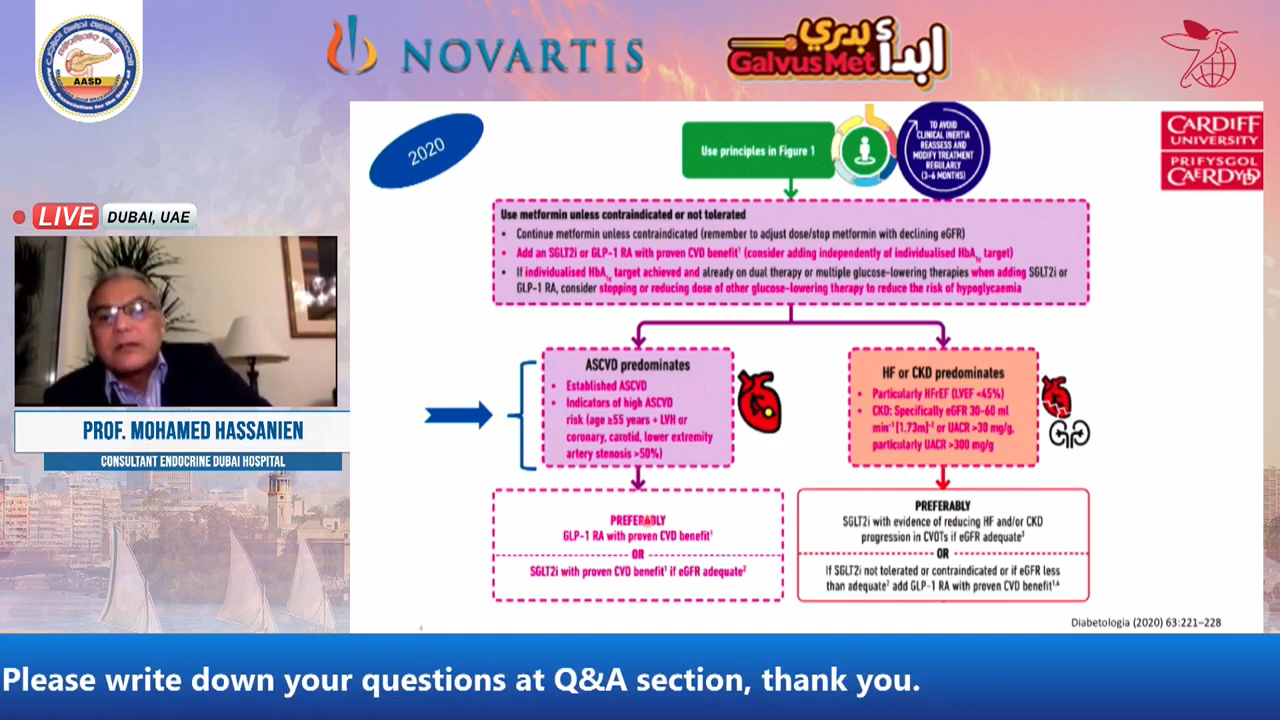 AASD
NOVARTIS
ابدأ بدري
GalvusMet
2020
Use principles in Figure 1
TO AVOID
CLINICAL INERTIA
REASSESS AND
MODIFY TREATMENT
REGULARLY
(3-6 MONTHS)
CARDIFF
UNIVERSITY
PRIFYSGOL
CAERDYDD
LIVE
DUBAI, UAE
Use metformin unless contraindicated or not tolerated
• Continue metformin unless contraindicated (remember to adjust dose/stop metformin with declining eGFR)
• Add an SGLT2i or GLP-1 RA with proven CVD benefit¹ (consider adding independently of individualised HbA1c target)
• If individualised HbA1c target achieved and already on dual therapy or multiple glucose-lowering therapies when adding SGLT2i or
GLP-1 RA, consider stopping or reducing dose of other glucose-lowering therapy to reduce the risk of hypoglycaemia
ASCVD predominates
• Established ASCVD
• Indicators of high ASCVD
risk (age ≥55 years + LVH or
coronary, carotid, lower extremity
artery stenosis >50%)
HF or CKD predominates
• Particularly HFrEF (LVEF <45%)
• CKD: Specifically eGFR 30-60 ml
min⁻¹ [1.73m]⁻² or UACR >30 mg/g,
particularly UACR >300 mg/g
PREFERABLY
GLP-1 RA with proven CVD benefit¹
OR
SGLT2i with proven CVD benefit¹ if eGFR adequate²
PREFERABLY
SGLT2i with evidence of reducing HF and/or CKD
progression in CVOTs if eGFR adequate³
OR
If SGLT2i not tolerated or contraindicated or if eGFR less
than adequate² add GLP-1 RA with proven CVD benefit¹,⁴
PROF. MOHAMED HASSANIEN
CONSULTANT ENDOCRINE DUBAI HOSPITAL
4
Diabetologia (2020) 63:221–228
Please write down your questions at Q&A section, thank you.